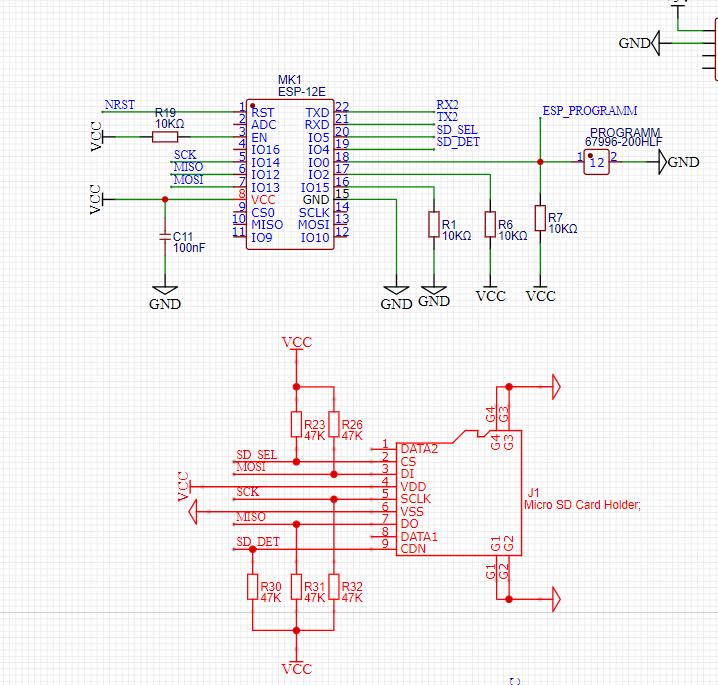 GND
MK1
ESP-12E
NRST
R19
10KΩ
VCC
1 RST TXD 22 RX2
2 ADC RXD 21 TX2
3 EN IO5 20 SD_SEL
4 IO16 IO4 19 SD_DET
SCK 5 IO14 IO0 18
MISO 6 IO12 IO2 17
MOSI 7 IO13 IO15 16
VCC 8 VCC GND 15
9 CS0 SCLK 14
10 MISO MOSI 13
11 IO9 IO10 12
ESP_PROGRAMM
PROGRAMM
67996-200HLF
1 12 2 GND
C11
100nF
R1
10KΩ
R6
10KΩ
R7
10KΩ
GND
GND
GND
VCC
VCC
VCC
R23
47K
R26
47K
G4 G3
G4 G3
1 DATA2
SD_SEL 2 CS
MOSI 3 DI
VCC 4 VDD
SCK 5 SCLK
6 VSS
MISO 7 DO
8 DATA1
SD_DET 9 CDN
J1
Micro SD Card Holder;
G1 G2
G1 G2
R30
47K
R31
47K
R32
47K
VCC